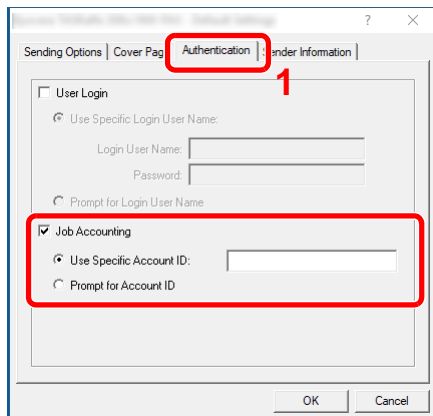 ? ×
Sending Options Cover Pag Authentication ender Information
1
User Login
Use Specific Login User Name:
Login User Name:
Password:
Prompt for Login User Name
Job Accounting
Use Specific Account ID:
Prompt for Account ID
OK Cancel